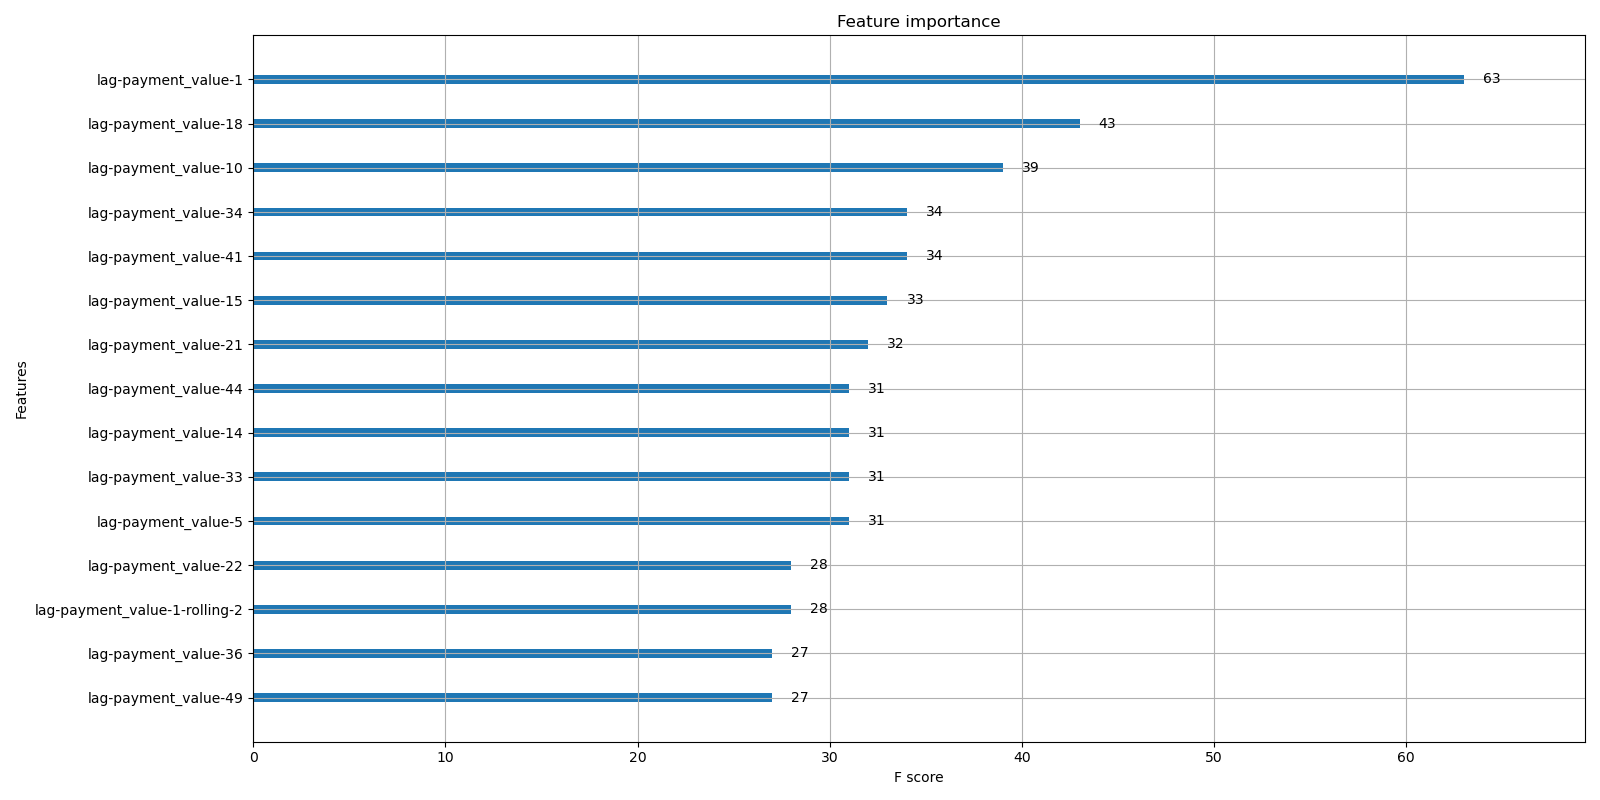 Feature importance
lag-payment_value-1 63
lag-payment_value-18 43
lag-payment_value-10 39
lag-payment_value-34 34
lag-payment_value-41 34
lag-payment_value-15 33
lag-payment_value-21 32
lag-payment_value-44 31
lag-payment_value-14 31
lag-payment_value-33 31
lag-payment_value-5 31
lag-payment_value-22 28
lag-payment_value-1-rolling-2 28
lag-payment_value-36 27
lag-payment_value-49 27
Features
0 10 20 30 40 50 60
F score